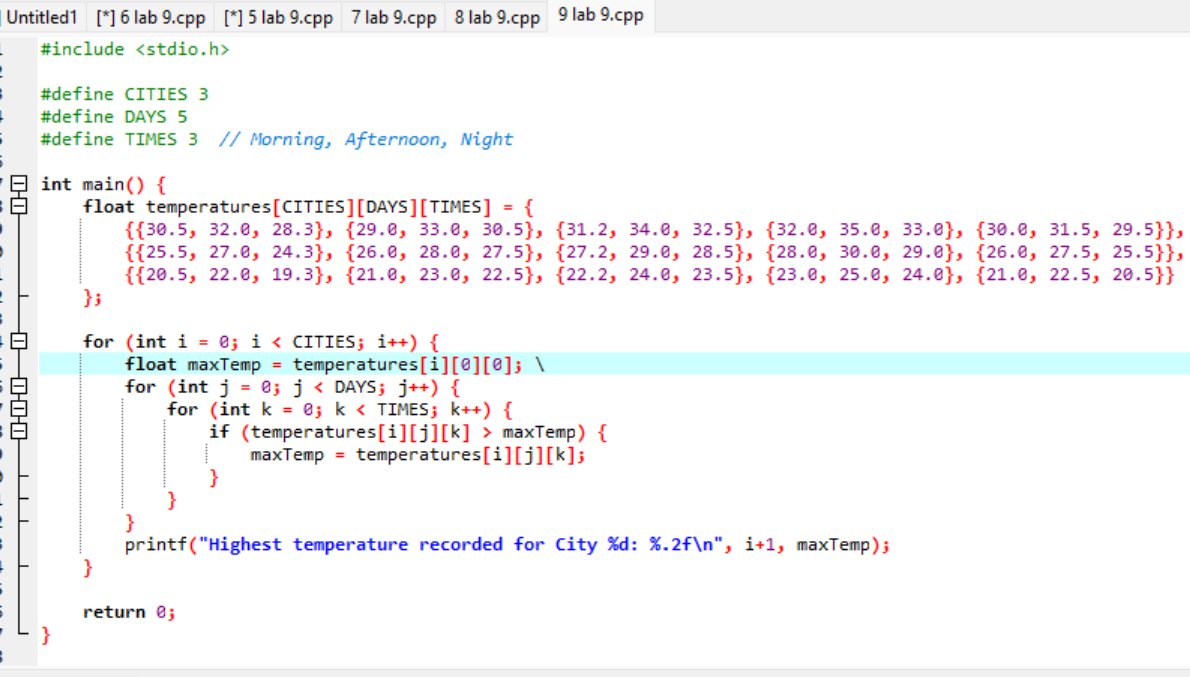 Untitled1 [*] 6 lab 9.cpp [*] 5 lab 9.cpp 7 lab 9.cpp 8 lab 9.cpp 9 lab 9.cpp
#include <stdio.h>
#define CITIES 3
#define DAYS 5
#define TIMES 3  // Morning, Afternoon, Night
int main() {
    float temperatures[CITIES][DAYS][TIMES] = {
        {{30.5, 32.0, 28.3}, {29.0, 33.0, 30.5}, {31.2, 34.0, 32.5}, {32.0, 35.0, 33.0}, {30.0, 31.5, 29.5}},
        {{25.5, 27.0, 24.3}, {26.0, 28.0, 27.5}, {27.2, 29.0, 28.5}, {28.0, 30.0, 29.0}, {26.0, 27.5, 25.5}},
        {{20.5, 22.0, 19.3}, {21.0, 23.0, 22.5}, {22.2, 24.0, 23.5}, {23.0, 25.0, 24.0}, {21.0, 22.5, 20.5}}
    };
    for (int i = 0; i < CITIES; i++) {
        float maxTemp = temperatures[i][0][0]; \
        for (int j = 0; j < DAYS; j++) {
            for (int k = 0; k < TIMES; k++) {
                if (temperatures[i][j][k] > maxTemp) {
                    maxTemp = temperatures[i][j][k];
                }
            }
        }
        printf("Highest temperature recorded for City %d: %.2f\n", i+1, maxTemp);
    }
    return 0;
}